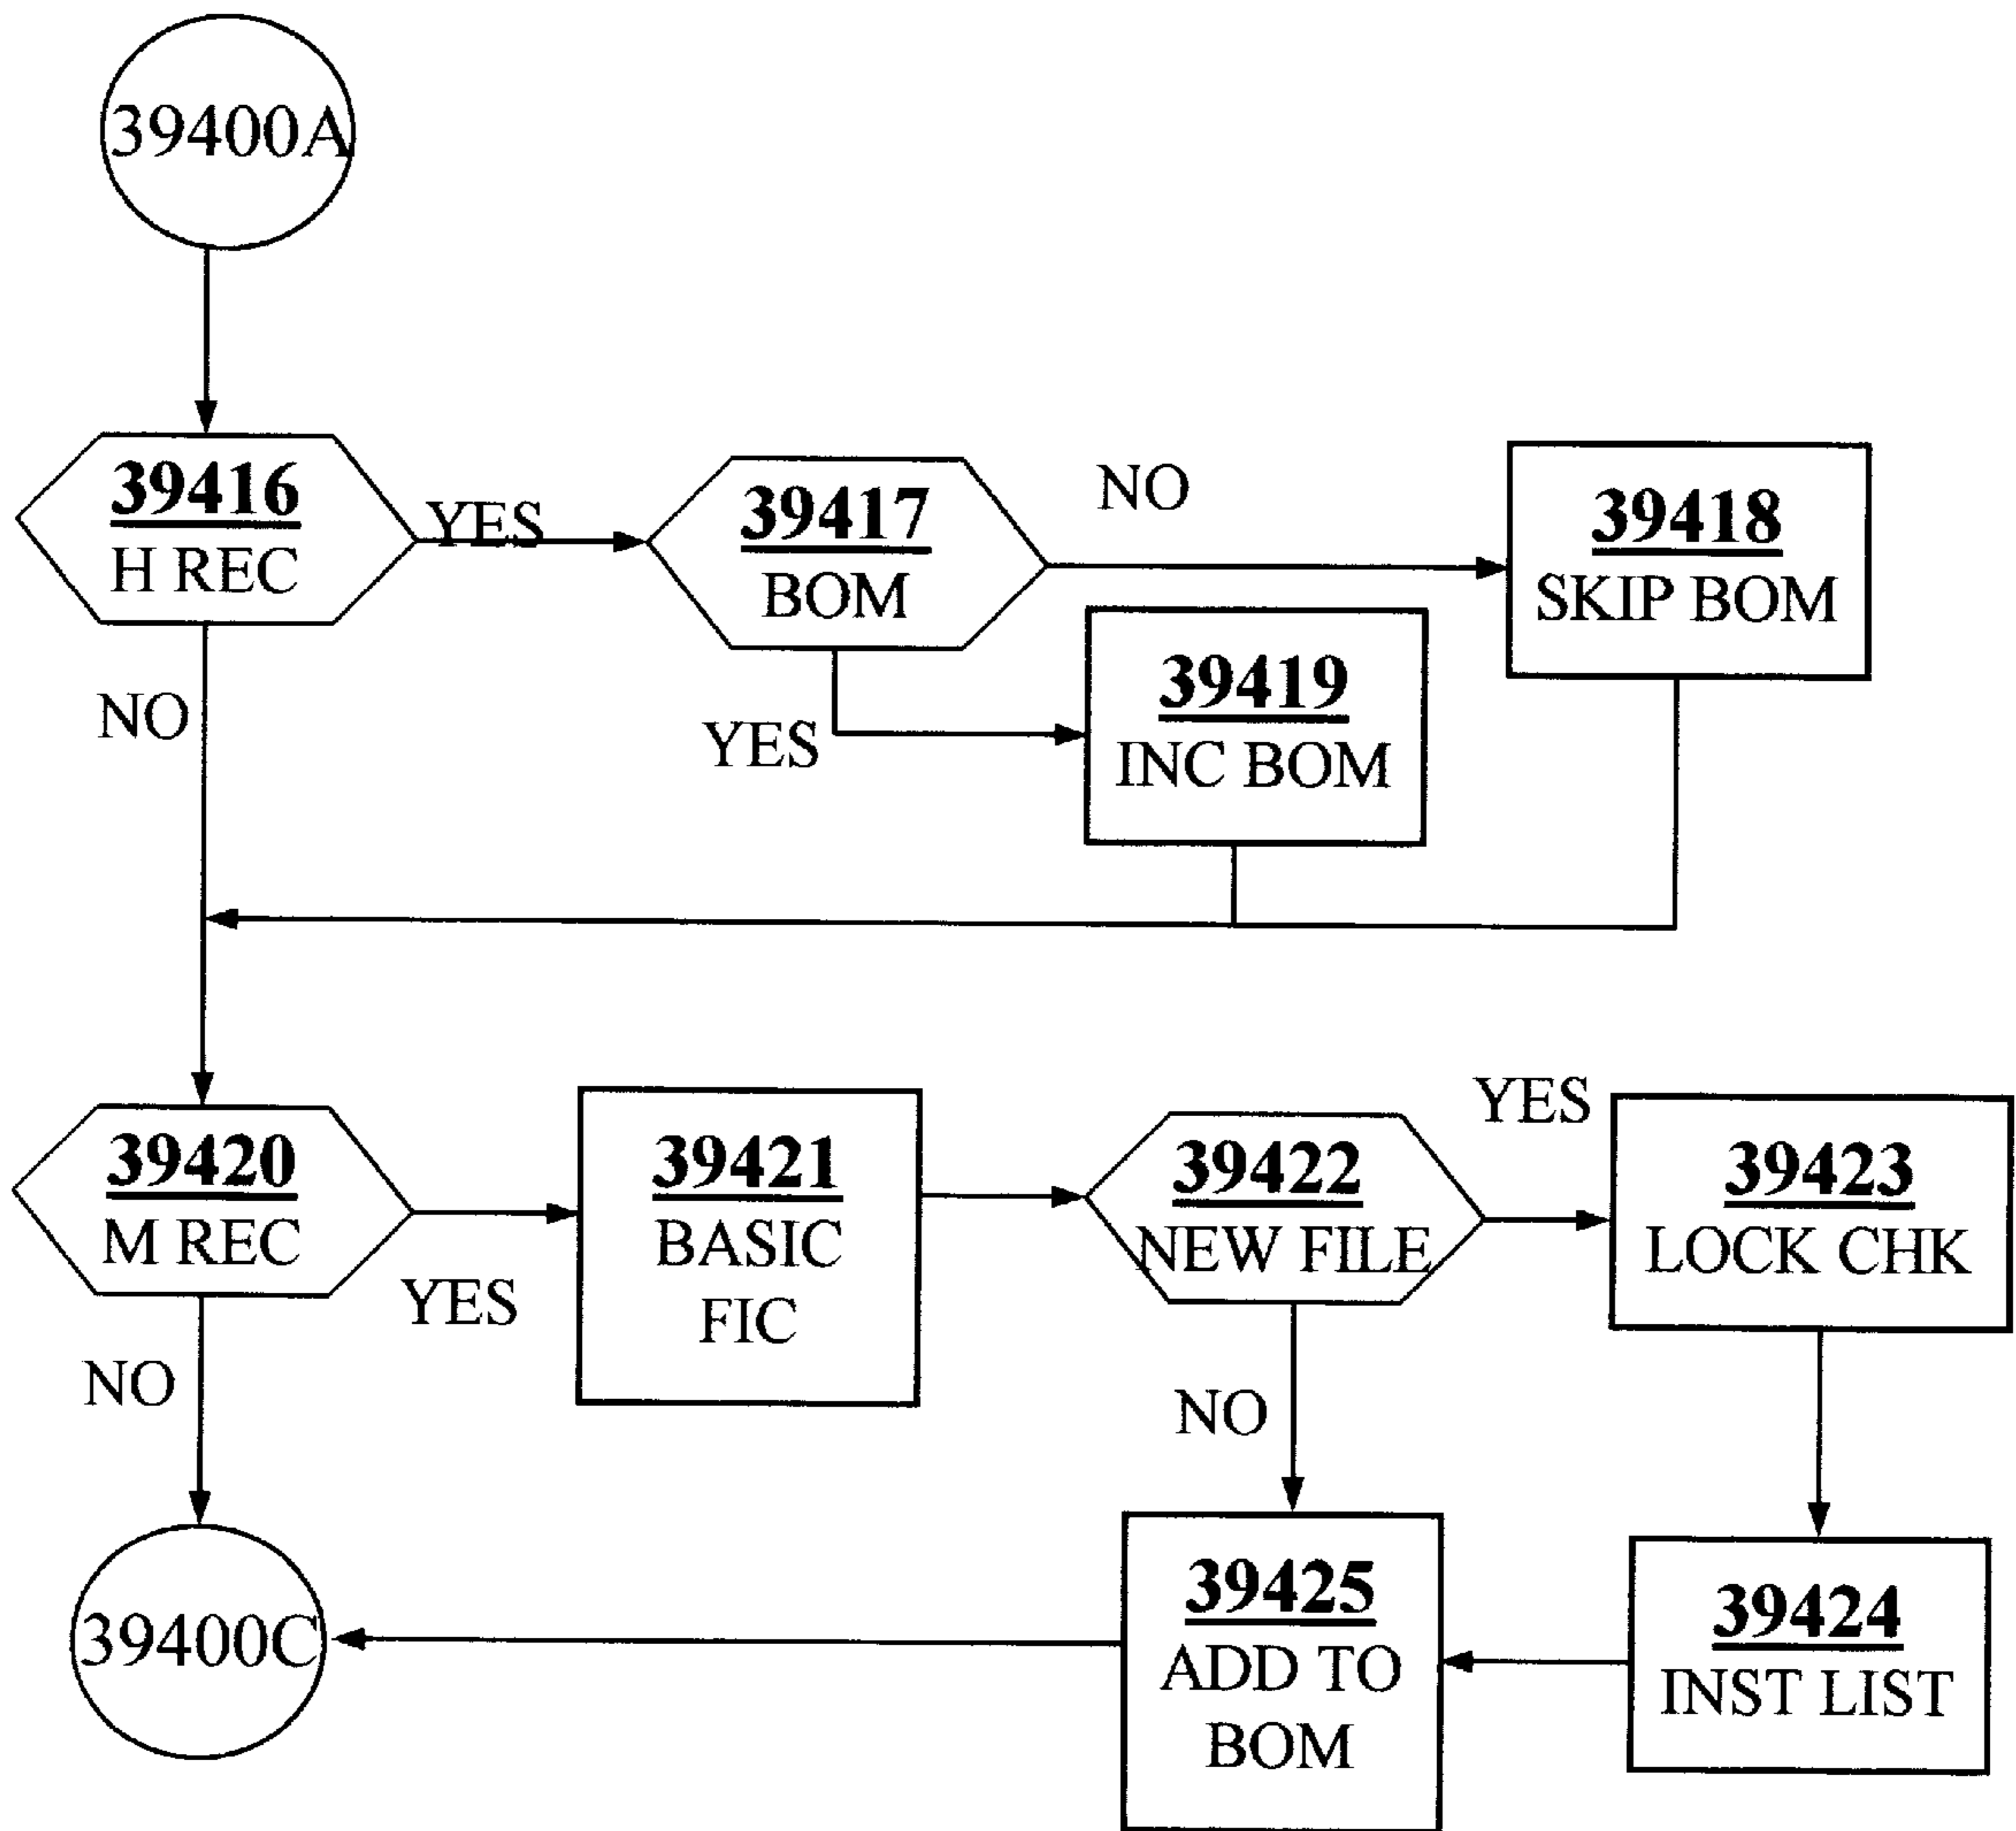 39400A
39416
H REC
YES
39417
BOM
NO
39418
SKIP BOM
NO
YES
39419
INC BOM
39420
M REC
YES
39421
BASIC
FIC
39422
NEW FILE
YES
39423
LOCK CHK
NO
NO
39400C
39425
ADD TO
BOM
39424
INST LIST